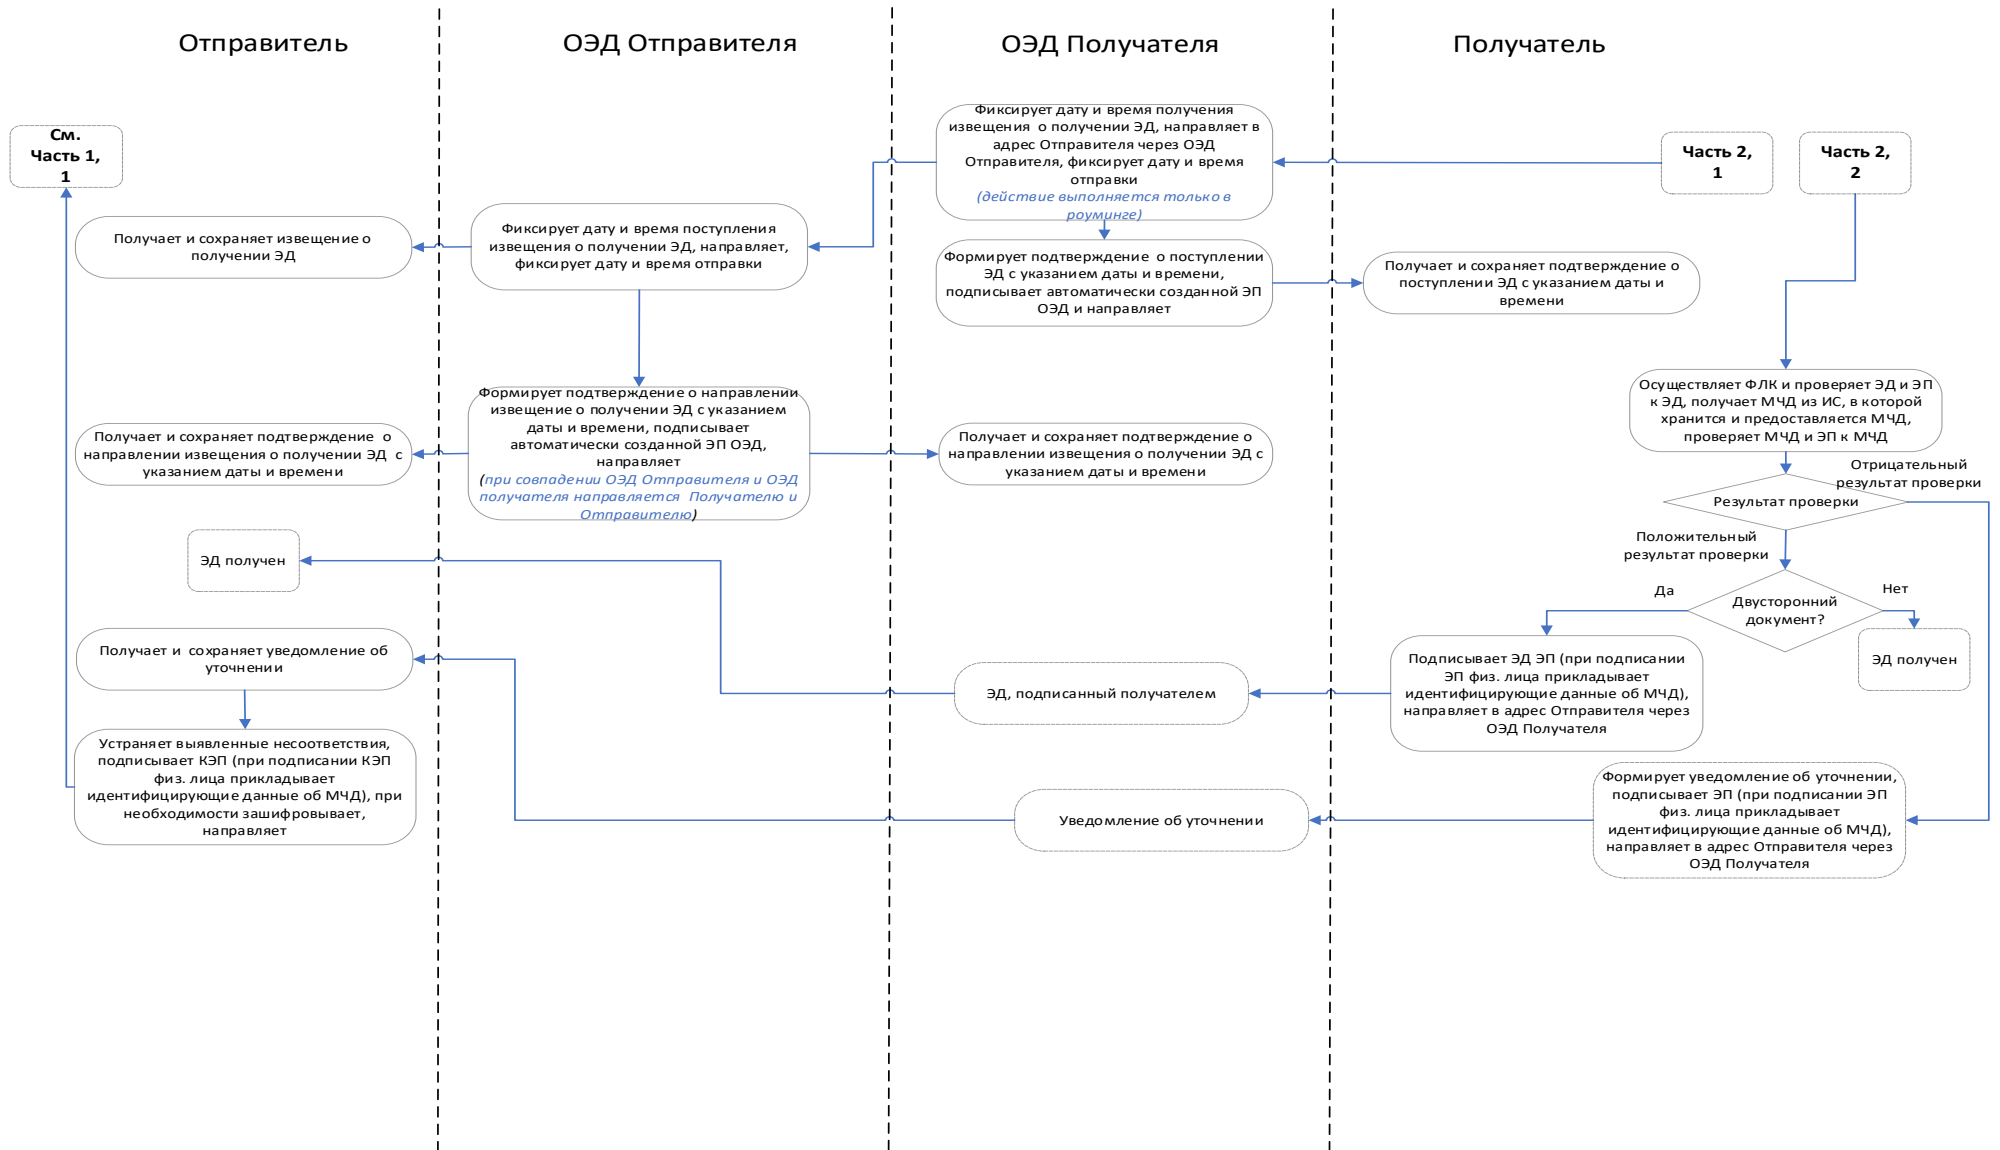 Отправитель
ОЭД Отправителя
ОЭД Получателя
Получатель
См.
Часть 1,
1
Фиксирует дату и время получения
извещения о получении ЭД, направляет в
адрес Отправителя через ОЭД
Отправителя, фиксирует дату и время
отправки
(действие выполняется только в
роуминге)
Часть 2,
1
Часть 2,
2
Получает и сохраняет извещение о
получении ЭД
Фиксирует дату и время поступления
извещения о получении ЭД, направляет,
фиксирует дату и время отправки
Формирует подтверждение о поступлении
ЭД с указанием даты и времени,
подписывает автоматически созданной ЭП
ОЭД и направляет
Получает и сохраняет подтверждение о
поступлении ЭД с указанием даты и
времени
Осуществляет ФЛК и проверяет ЭД и ЭП
к ЭД, получает МЧД из ИС, в которой
хранится и предоставляется МЧД,
проверяет МЧД и ЭП к МЧД
Получает и сохраняет подтверждение о
направлении извещения о получении ЭД с
указанием даты и времени
Формирует подтверждение о направлении
извещение о получении ЭД с указанием
даты и времени, подписывает
автоматически созданной ЭП ОЭД,
направляет
(при совпадении ОЭД Отправителя и ОЭД
получателя направляется Получателю и
Отправителю)
Получает и сохраняет подтверждение о
направлении извещения о получении ЭД с
указанием даты и времени
Отрицательный
результат проверки
Результат проверки
Положительный
результат проверки
ЭД получен
Да
Нет
Двусторонний
документ?
ЭД получен
Получает и сохраняет уведомление об
уточнении
ЭД, подписанный получателем
Подписывает ЭД ЭП (при подписании
ЭП физ. лица прикладывает
идентифицирующие данные об МЧД),
направляет в адрес Отправителя через
ОЭД Получателя
Устраняет выявленные несоответствия,
подписывает КЭП (при подписании КЭП
физ. лица прикладывает
идентифицирующие данные об МЧД), при
необходимости зашифровывает,
направляет
Уведомление об уточнении
Формирует уведомление об уточнении,
подписывает ЭП (при подписании ЭП
физ. лица прикладывает
идентифицирующие данные об МЧД),
направляет в адрес Отправителя через
ОЭД Получателя